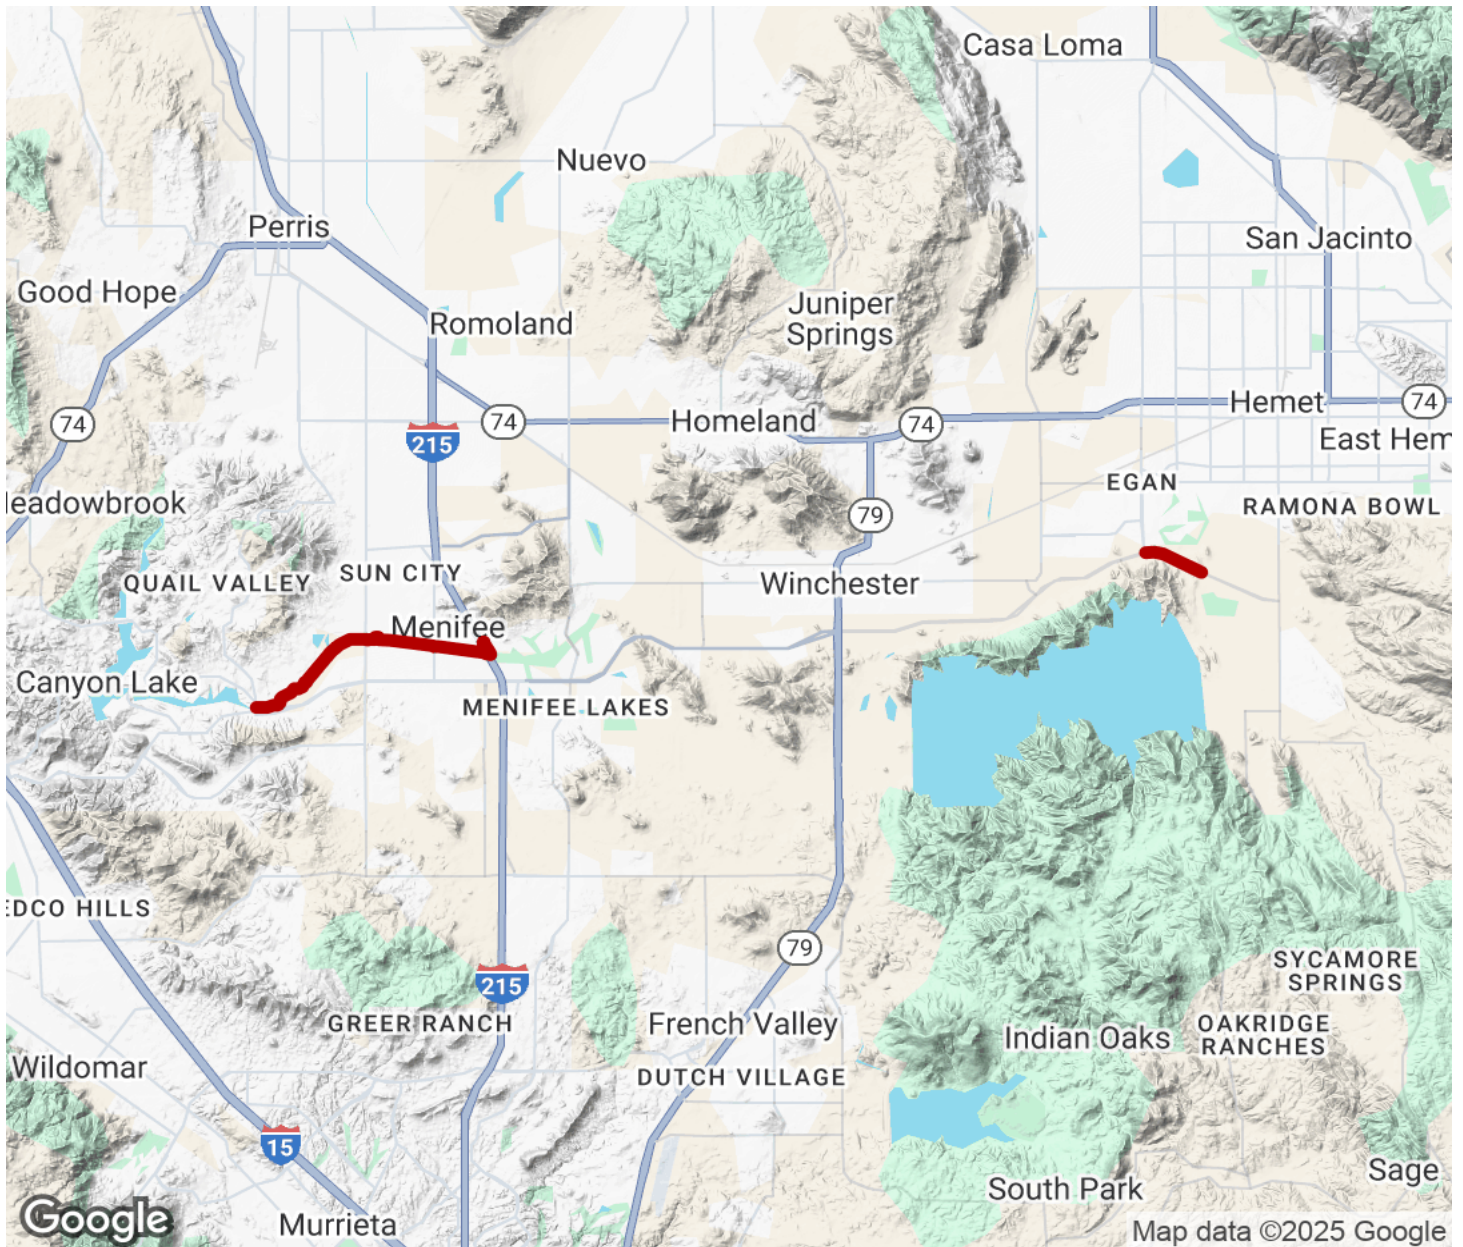 Casa Loma
Nuevo
Perris
San Jacinto
Good Hope
Juniper
Springs
Romoland
Hemet
74
74
74
74
Homeland
215
East Hem
EGAN
eadowbrook
RAMONA BOWL
79
QUAIL VALLEY
SUN CITY
Winchester
Menifee
Canyon Lake
MENIFEE LAKES
EDCO HILLS
79
SYCAMORE
SPRINGS
215
GREER RANCH
French Valley
Indian Oaks
OAKRIDGE
RANCHES
Wildomar
DUTCH VILLAGE
15
Sage
South Park
Murrieta
Google
Map data ©2025 Google